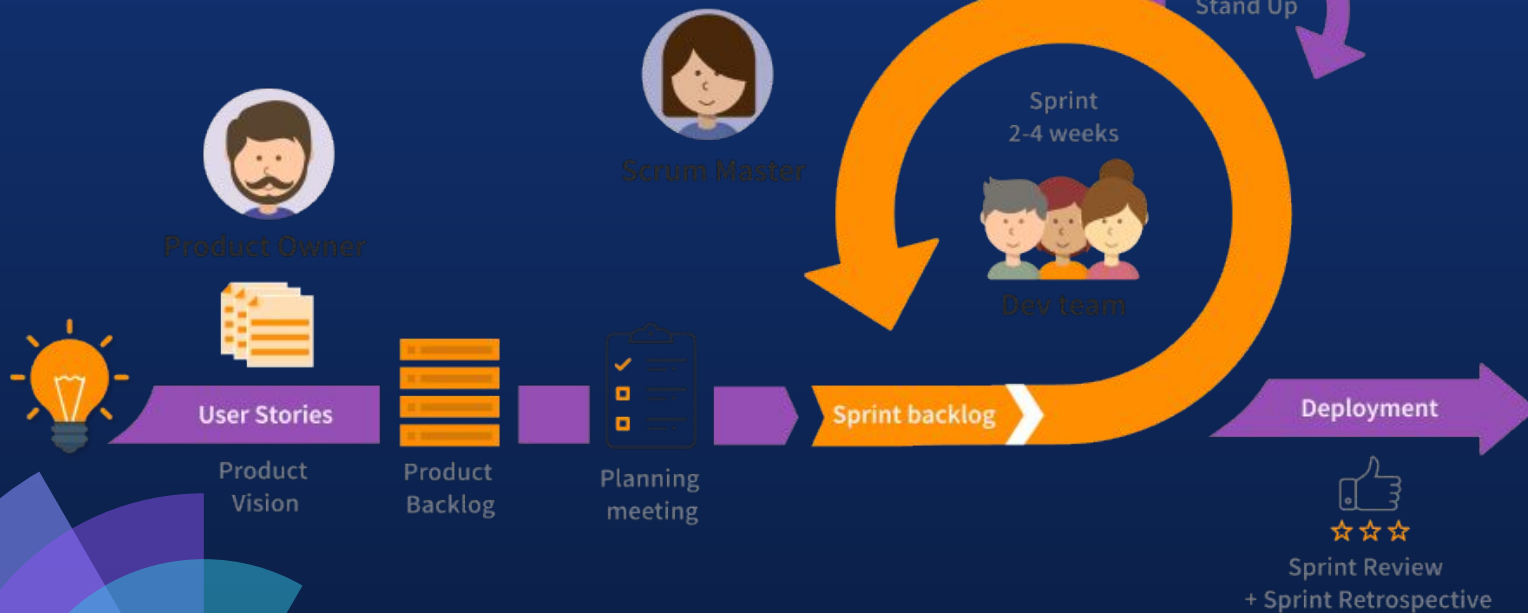 Stand Up
Sprint
2-4 weeks
Scrum Master
Product Owner
Dev team
User Stories
Sprint backlog
Deployment
Product
Vision
Product
Backlog
Planning
meeting
Sprint Review
+ Sprint Retrospective